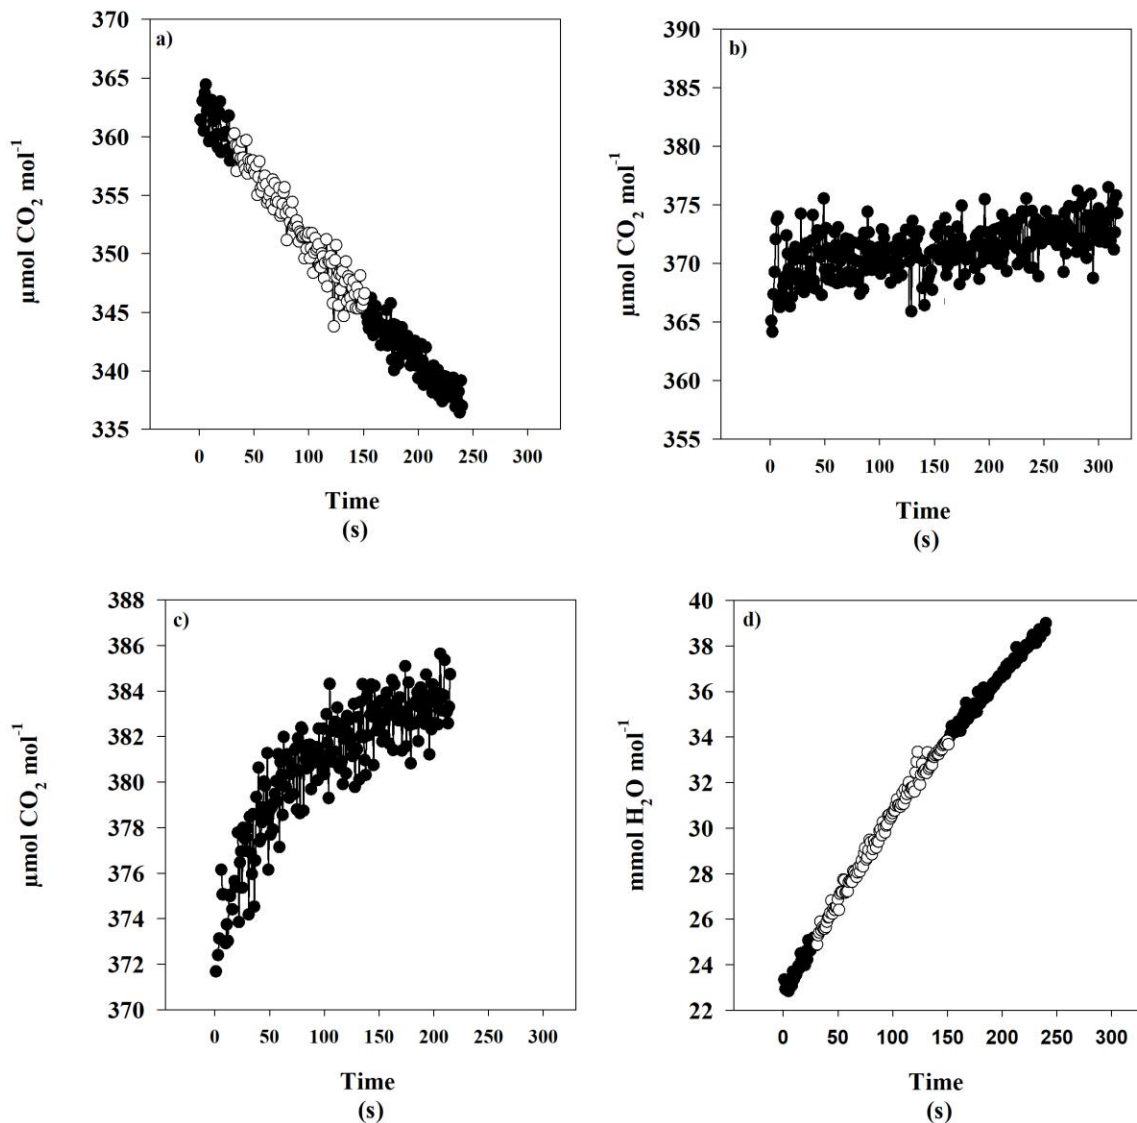 a)
370
365
360
355
350
345
340
335
µmol CO₂ mol⁻¹
0 50 100 150 200 250 300
Time
(s)
b)
390
385
380
375
370
365
360
355
µmol CO₂ mol⁻¹
0 50 100 150 200 250 300
Time
(s)
c)
388
386
384
382
380
378
376
374
372
370
µmol CO₂ mol⁻¹
0 50 100 150 200 250 300
Time
(s)
d)
40
38
36
34
32
30
28
26
24
22
mmol H₂O mol⁻¹
0 50 100 150 200 250 300
Time
(s)